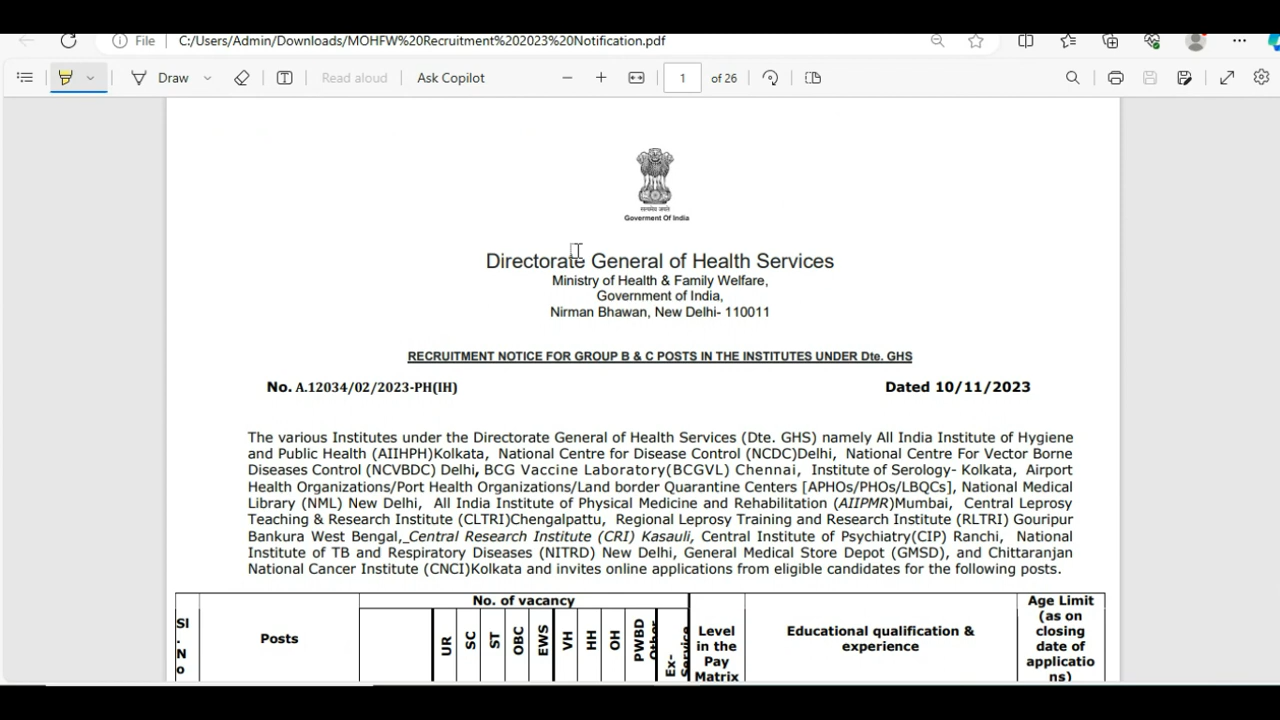 File C:/Users/Admin/Downloads/MOHFW%20Recruitment%202023%20Notification.pdf
Draw Read aloud Ask Copilot 1 of 26
सत्यमेव जयते
Goverment Of India
Directorate General of Health Services
Ministry of Health & Family Welfare,
Government of India,
Nirman Bhawan, New Delhi- 110011
RECRUITMENT NOTICE FOR GROUP B & C POSTS IN THE INSTITUTES UNDER Dte. GHS
No. A.12034/02/2023-PH(IH) Dated 10/11/2023
The various Institutes under the Directorate General of Health Services (Dte. GHS) namely All India Institute of Hygiene
and Public Health (AIIHPH)Kolkata, National Centre for Disease Control (NCDC)Delhi, National Centre For Vector Borne
Diseases Control (NCVBDC) Delhi, BCG Vaccine Laboratory(BCGVL) Chennai, Institute of Serology- Kolkata, Airport
Health Organizations/Port Health Organizations/Land border Quarantine Centers [APHOs/PHOs/LBQCs], National Medical
Library (NML) New Delhi, All India Institute of Physical Medicine and Rehabilitation (AIIPMR)Mumbai, Central Leprosy
Teaching & Research Institute (CLTRI)Chengalpattu, Regional Leprosy Training and Research Institute (RLTRI) Gouripur
Bankura West Bengal, Central Research Institute (CRI) Kasauli, Central Institute of Psychiatry(CIP) Ranchi, National
Institute of TB and Respiratory Diseases (NITRD) New Delhi, General Medical Store Depot (GMSD), and Chittaranjan
National Cancer Institute (CNCI)Kolkata and invites online applications from eligible candidates for the following posts.
Sl
.
N
o
Posts
No. of vacancy
UR SC ST OBC EWS VH HH OH PWBD Other Ex-Service
Level
in the
Pay
Matrix
Educational qualification &
experience
Age Limit
(as on
closing
date of
applicatio
ns)